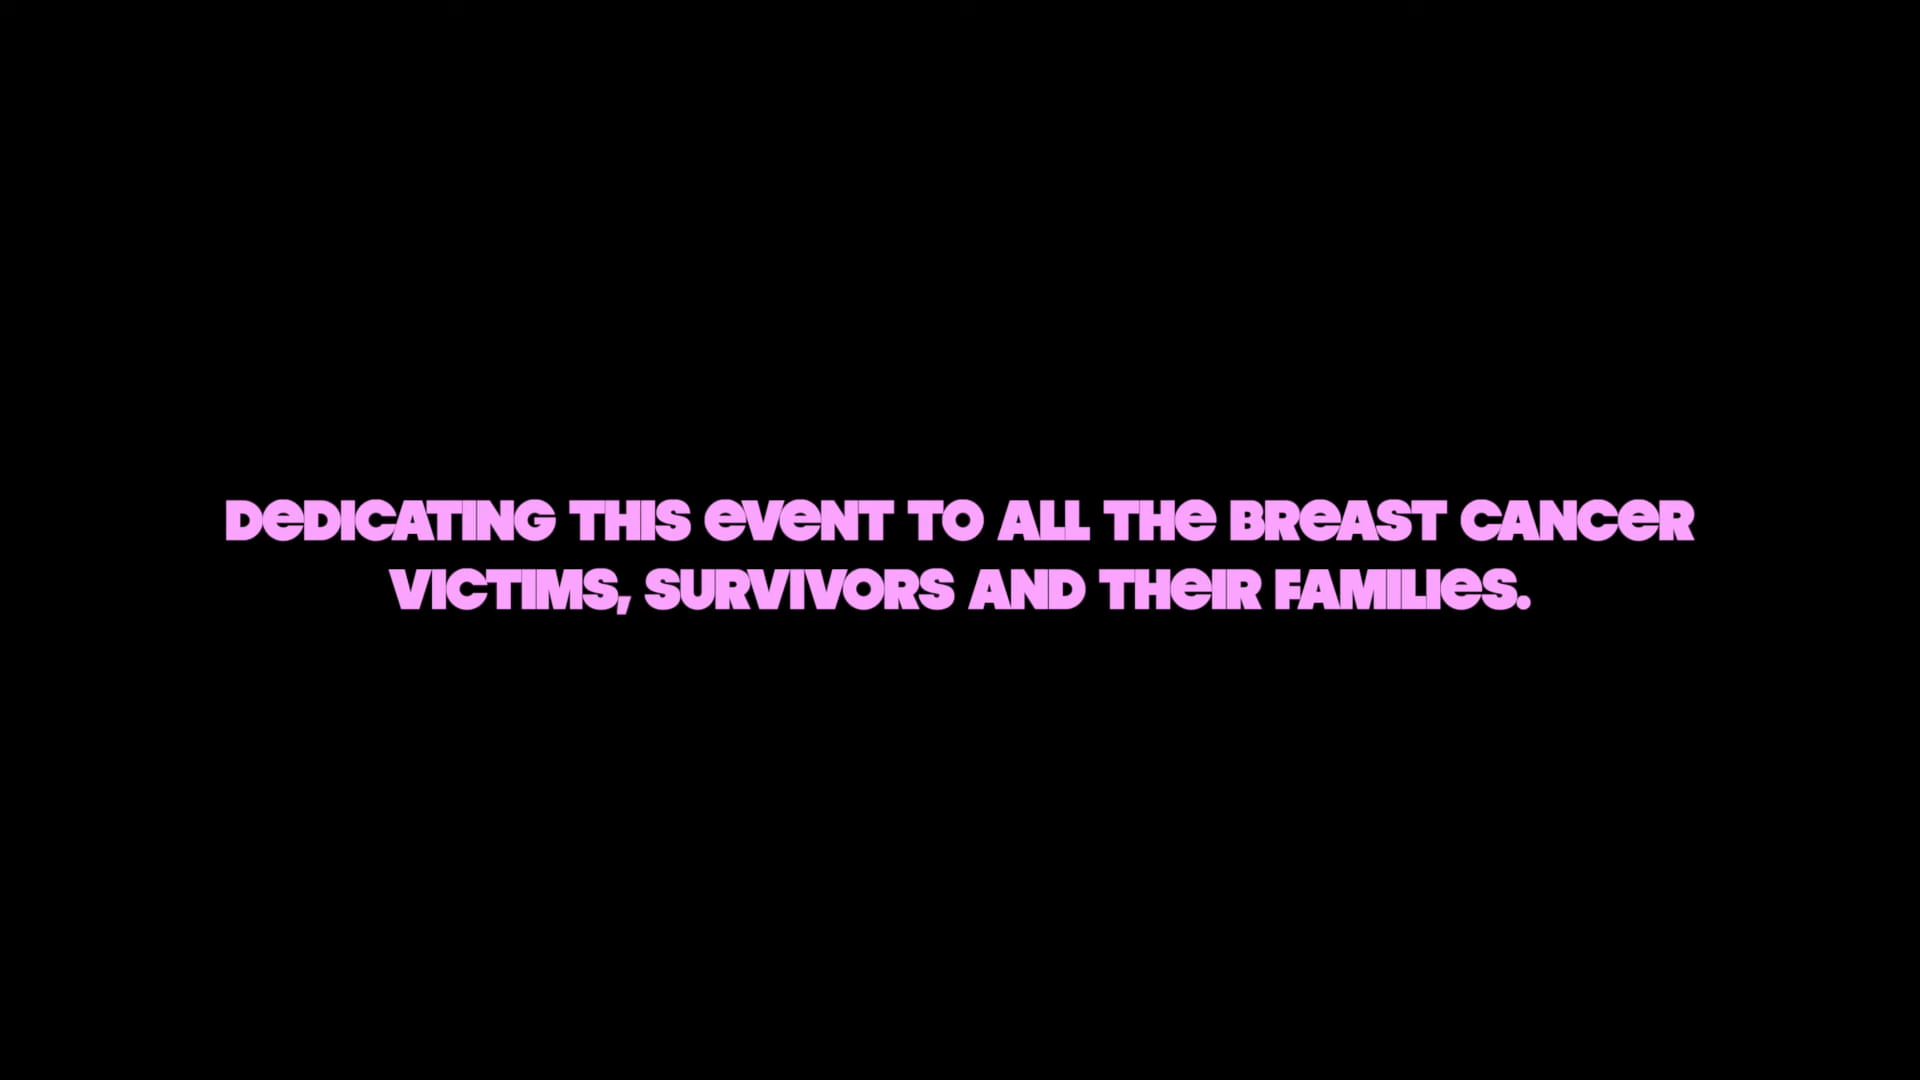 DeDICATING THIS eVeNT TO ALL THe BReAST CANCeR
VICTIMS, SURVIVORS AND THeIR FAMILIeS.